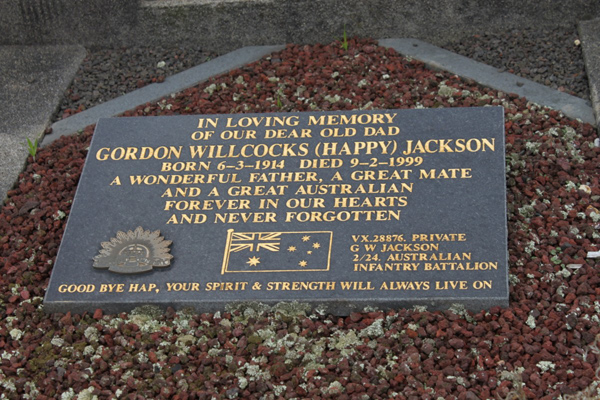 IN LOVING MEMORY
OF OUR DEAR OLD DAD
GORDON WILLCOCKS (HAPPY) JACKSON
BORN 6-3-1914 DIED 9-2-1999
A WONDERFUL FATHER, A GREAT MATE
AND A GREAT AUSTRALIAN
FOREVER IN OUR HEARTS
AND NEVER FORGOTTEN
VX.28876. PRIVATE
G W JACKSON
2/24. AUSTRALIAN
INFANTRY BATTALION
GOOD BYE HAP, YOUR SPIRIT & STRENGTH WILL ALWAYS LIVE ON